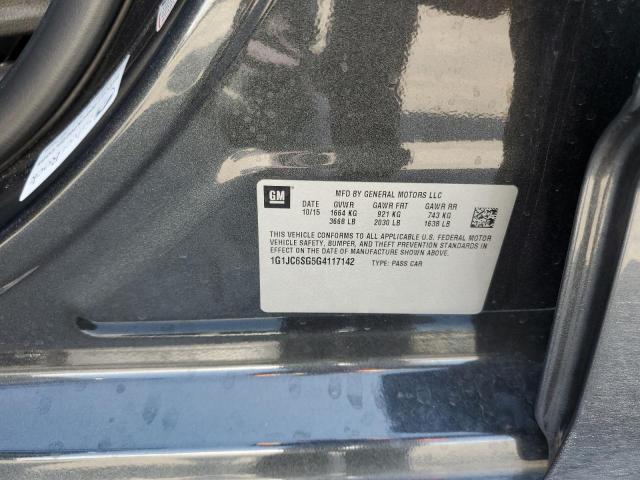 GM
MFD BY GENERAL MOTORS LLC
DATE GVWR GAWR FRT GAWR RR
10/15 1664 KG 921 KG 743 KG
3668 LB 2030 LB 1638 LB
THIS VEHICLE CONFORMS TO ALL APPLICABLE U.S. FEDERAL MOTOR
VEHICLE SAFETY, BUMPER, AND THEFT PREVENTION STANDARDS IN
EFFECT ON THE DATE OF MANUFACTURE SHOWN ABOVE.
1G1JC6SG5G4117142 TYPE: PASS CAR